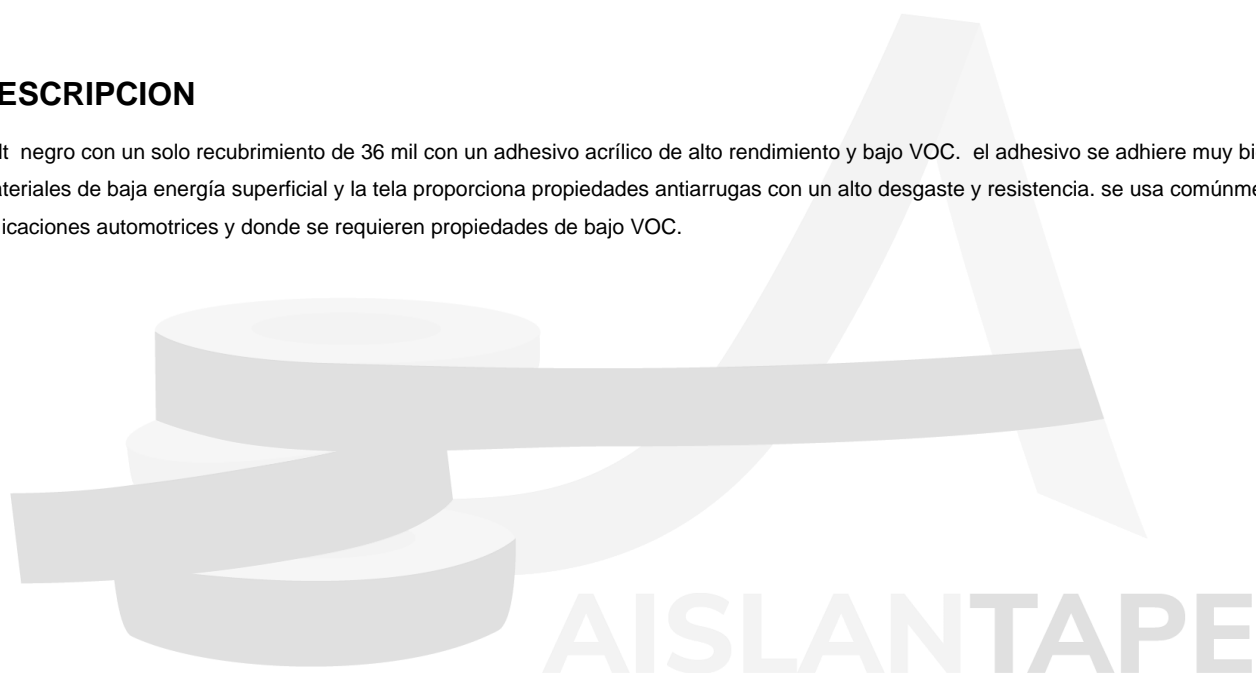 ESCRIPCION
lt negro con un solo recubrimiento de 36 mil con un adhesivo acrílico de alto rendimiento y bajo VOC. el adhesivo se adhiere muy bi
ateriales de baja energía superficial y la tela proporciona propiedades antiarrugas con un alto desgaste y resistencia. se usa comúnme
licaciones automotrices y donde se requieren propiedades de bajo VOC.
AISLANTAPE